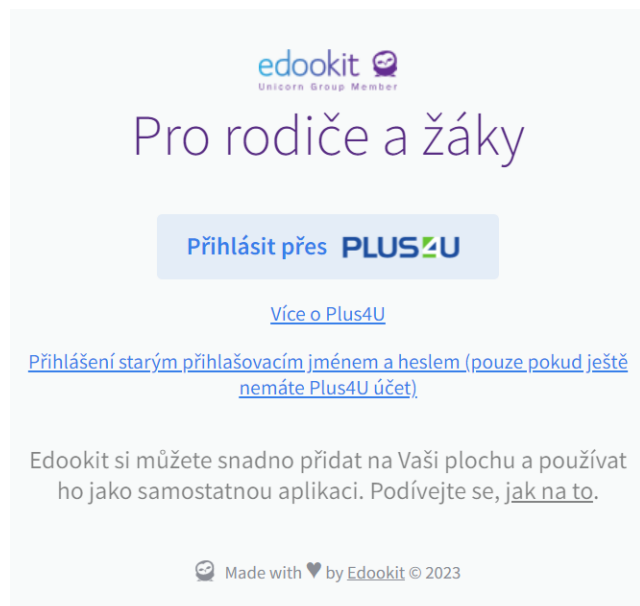 edookit
Unicorn Group Member
Pro rodiče a žáky
Přihlásit přes PLUS4U
Více o Plus4U
Přihlášení starým přihlašovacím jménem a heslem (pouze pokud ještě
nemáte Plus4U účet)
Edookit si můžete snadno přidat na Vaši plochu a používat
ho jako samostatnou aplikaci. Podívejte se, jak na to.
Made with ♥ by Edookit © 2023